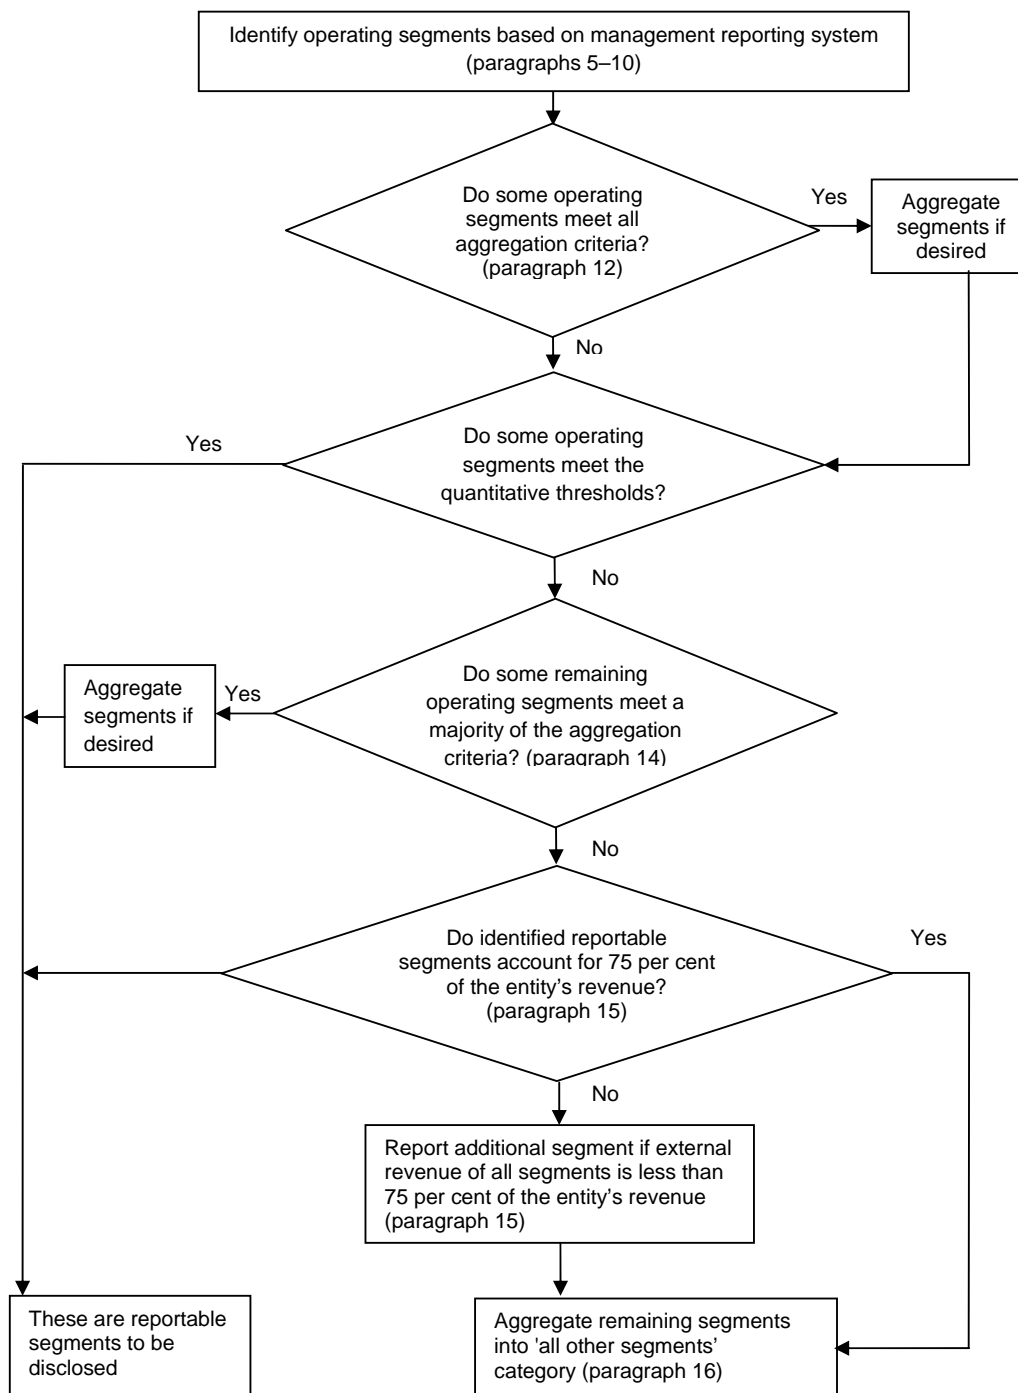 Identify operating segments based on management reporting system
(paragraphs 5–10)
Do some operating
segments meet all
aggregation criteria?
(paragraph 12)
Yes
Aggregate
segments if
desired
No
Yes
Do some operating
segments meet the
quantitative thresholds?
No
Aggregate
segments if
desired
Yes
Do some remaining
operating segments meet a
majority of the aggregation
criteria? (paragraph 14)
No
Do identified reportable
segments account for 75 per cent
of the entity's revenue?
(paragraph 15)
Yes
No
Report additional segment if external
revenue of all segments is less than
75 per cent of the entity's revenue
(paragraph 15)
These are reportable
segments to be
disclosed
Aggregate remaining segments
into 'all other segments'
category (paragraph 16)